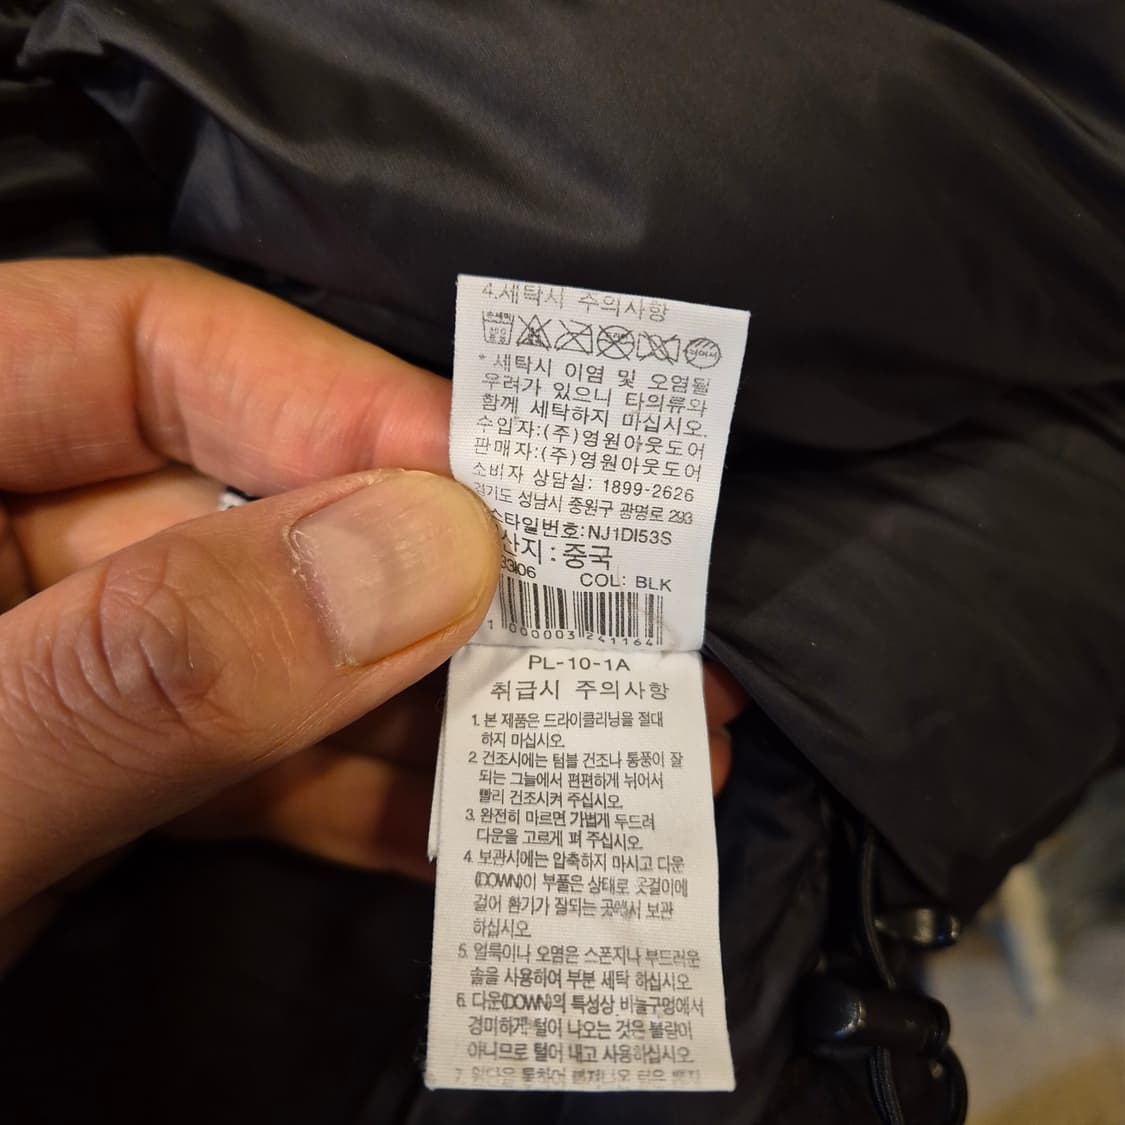 4.세탁시 주의사항
손세탁
* 세탁시 이염 및 오염될
우려가 있으니 타의류와
함께 세탁하지 마십시오.
수입자:(주)영원아웃도어
판매자:(주)영원아웃도어
소비자 상담실: 1899-2626
경기도 성남시 중원구 광명로 293
스타일번호:NJ1DI53S
산지 : 중국
COL: BLK
1 000003 241164
PL-10-1A
취급시 주의사항
1. 본 제품은 드라이클리닝을 절대
하지 마십시오.
2. 건조시에는 텀블 건조나 통풍이 잘
되는 그늘에서 편편하게 뉘어서
빨리 건조시켜 주십시오.
3. 완전히 마르면 가볍게 두드려
다운을 고르게 펴 주십시오.
4. 보관시에는 압축하지 마시고 다운
(DOWN)이 부풀은 상태로 옷걸이에
걸어 환기가 잘되는 곳에서 보관
하십시오.
5. 얼룩이나 오염은 스폰지나 부드러운
솔을 사용하여 부분 세탁 하십시오.
6. 다운(DOWN)의 특성상 바늘구멍에서
경미하게 털어 나오는 것은 불량이
아니므로 털어 내고 사용하십시오.